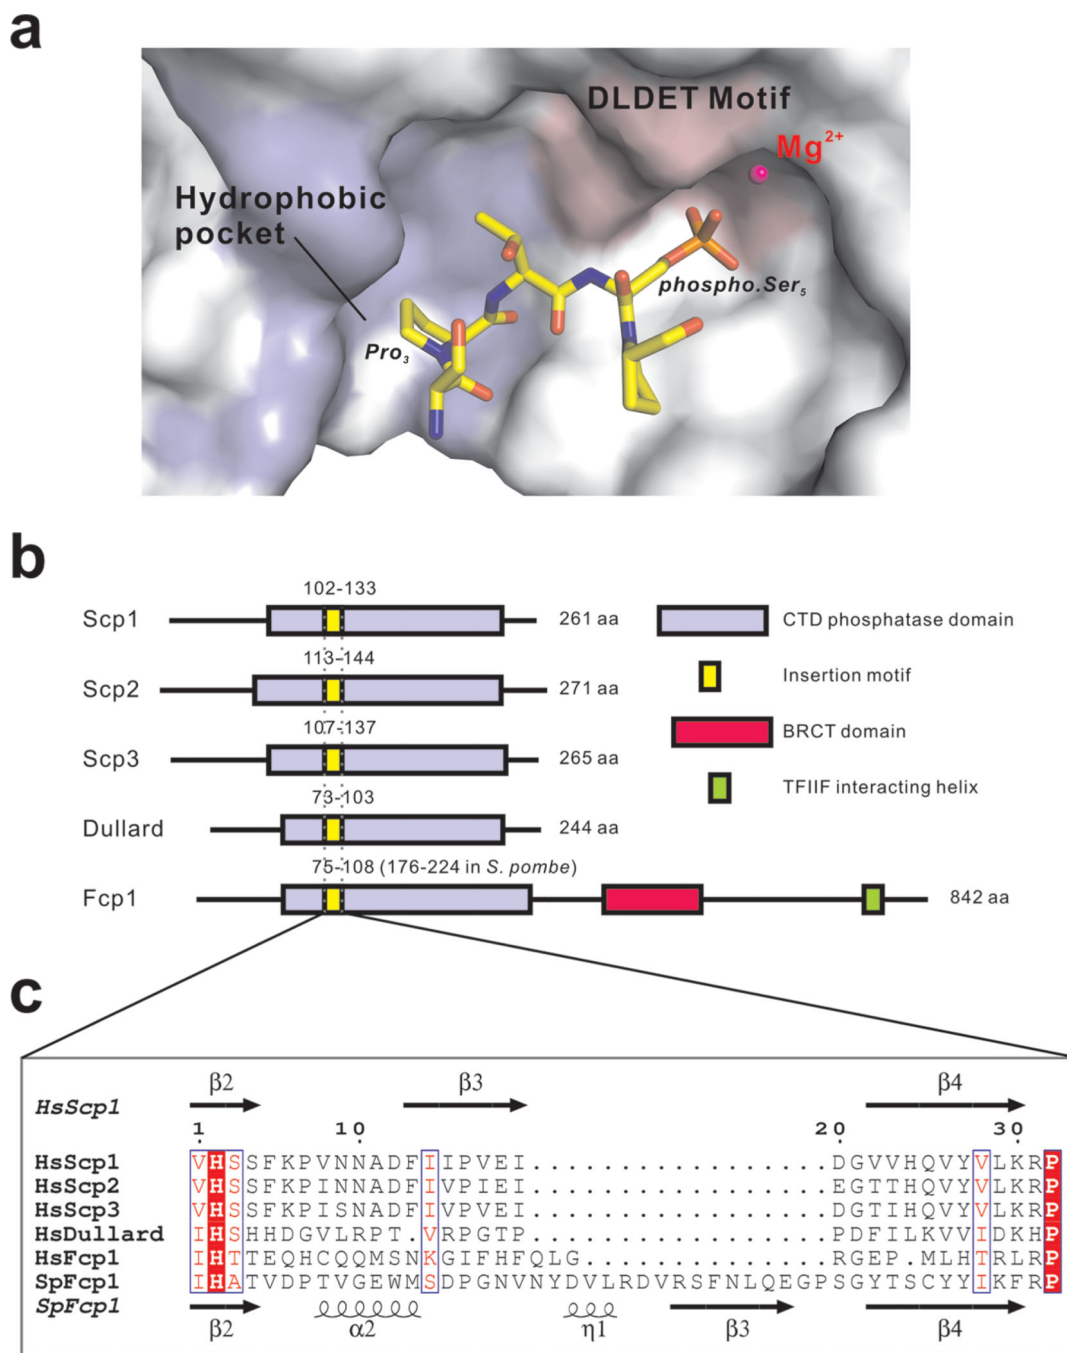 a
DLDET Motif
Mg²⁺
Hydrophobic
pocket
phospho.Ser₅
Pro₃
b
102-133
Scp1 261 aa CTD phosphatase domain
113-144
Scp2 271 aa Insertion motif
107-137
Scp3 265 aa BRCT domain
73-103 TFIIF interacting helix
Dullard 244 aa
75-108 (176-224 in S. pombe)
Fcp1 842 aa
c
β2 β3 β4
HsScp1
1 10 20 30
HsScp1 VHSSFKPVNNADFIIPVEI...................DGVVHQVYVLKRP
HsScp2 VHSSFKPINNADFIVPIEI...................EGTTHQVYVLKRP
HsScp3 VHSSFKPISNADFIVPVEI...................DGTIHQVYVLKRP
HsDullard IHSHHDGVLRPT.VRPGTP...................PDFILKVVIDKHP
HsFcp1 IHTTEQHCQQMSNKGIFHFQLG................RGEP.MLHTRLRP
SpFcp1 IHATVDPTVGEWMSDPGNVNYDVLRDVRSFNLQEGPSGYTSCYYIKFRP
SpFcp1
β2 α2 η1 β3 β4